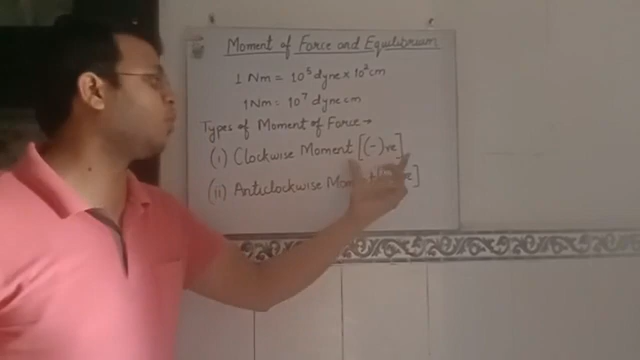 Moment of Force and Equilibrium
1 Nm = 10⁵ dyne × 10² cm
1 Nm = 10⁷ dyne cm
Types of Moment of Force →
(i) Clockwise Moment [(-)ve]
(ii) Anticlockwise